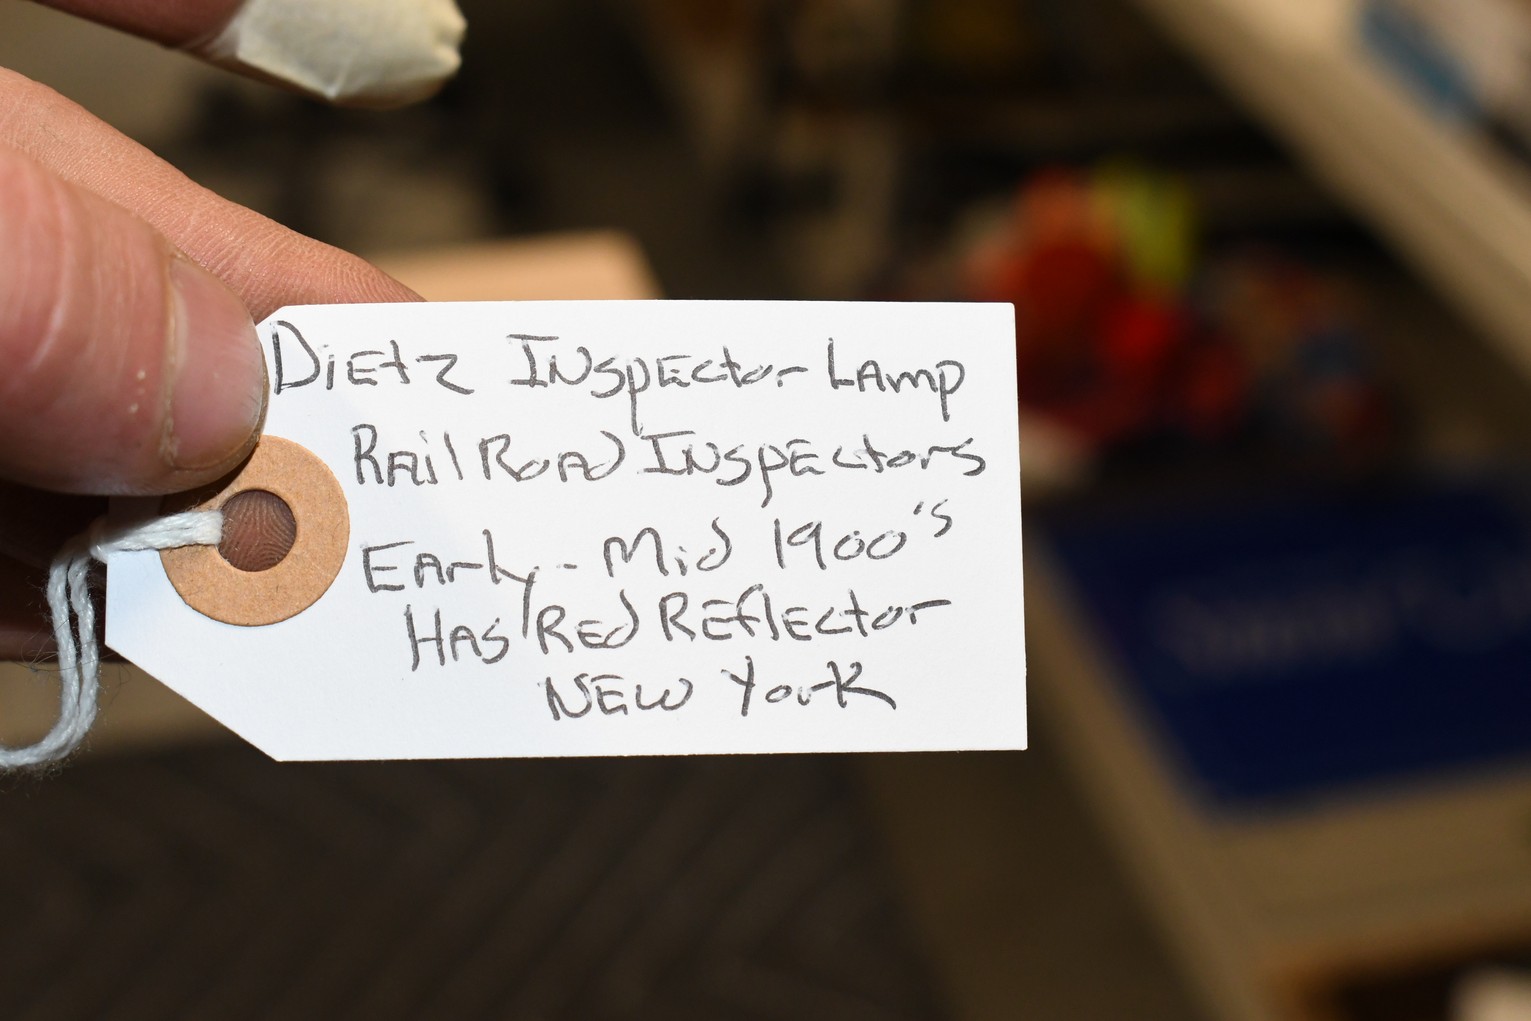 Dietz Inspector Lamp
RailRoad Inspectors
Early - Mid 1900's
Has Red Reflector
New York